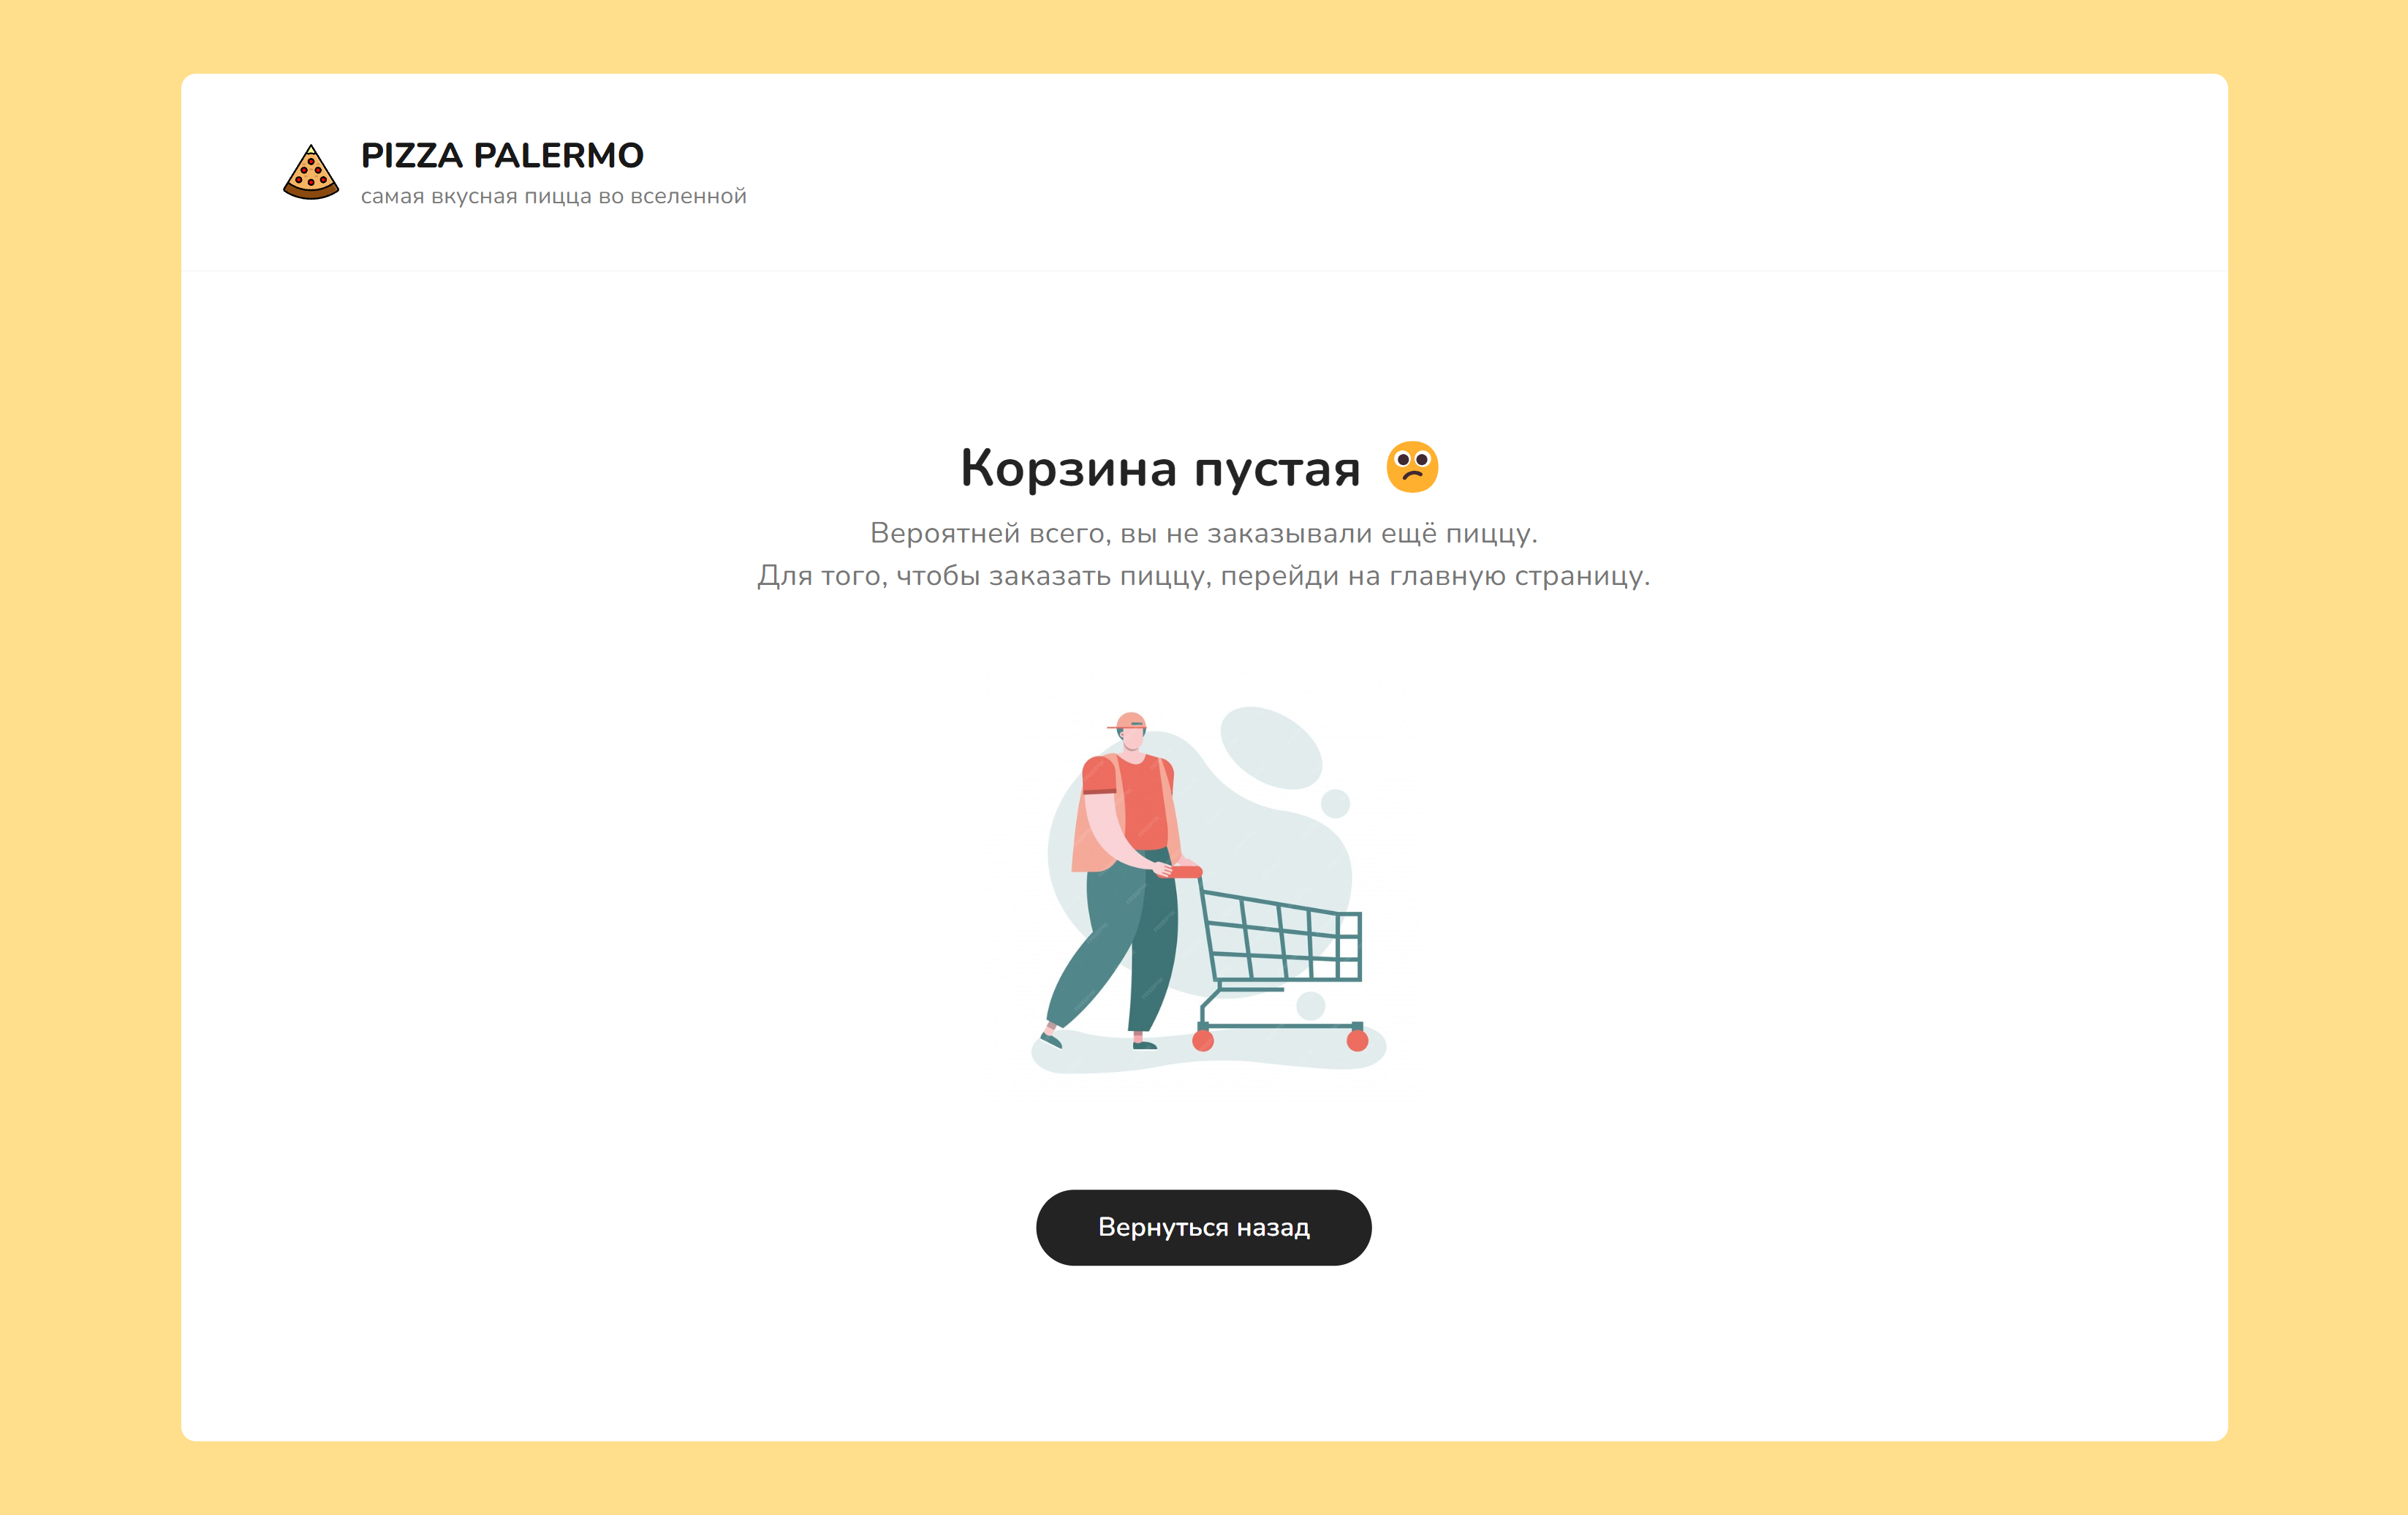 PIZZA PALERMO
самая вкусная пицца во вселенной
Корзина пустая
Вероятней всего, вы не заказывали ещё пиццу.
Для того, чтобы заказать пиццу, перейди на главную страницу.
Вернуться назад